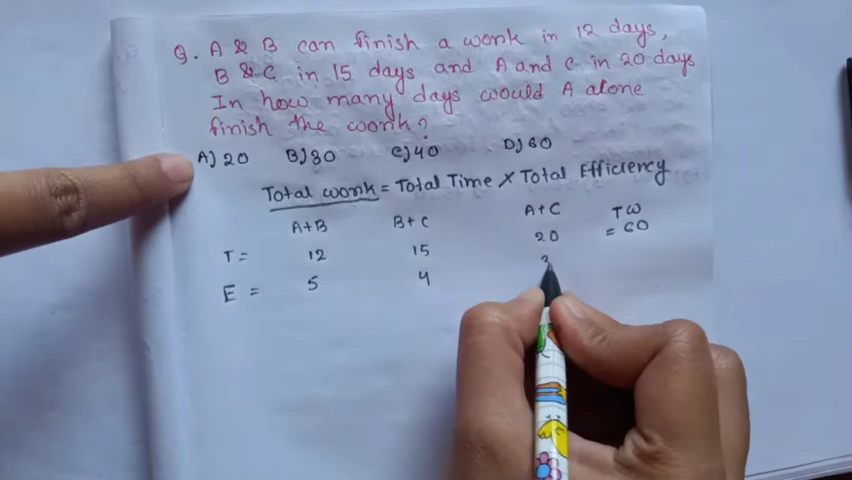 Q. A & B can finish a work in 12 days,
B & C in 15 days and A and C in 20 days
In how many days would A alone
finish the work?
A) 20 B) 30 C) 40 D) 60
Total work = Total Time × Total Efficiency
A+B B+C A+C TW
T = 12 15 20 = 60
E = 5 4